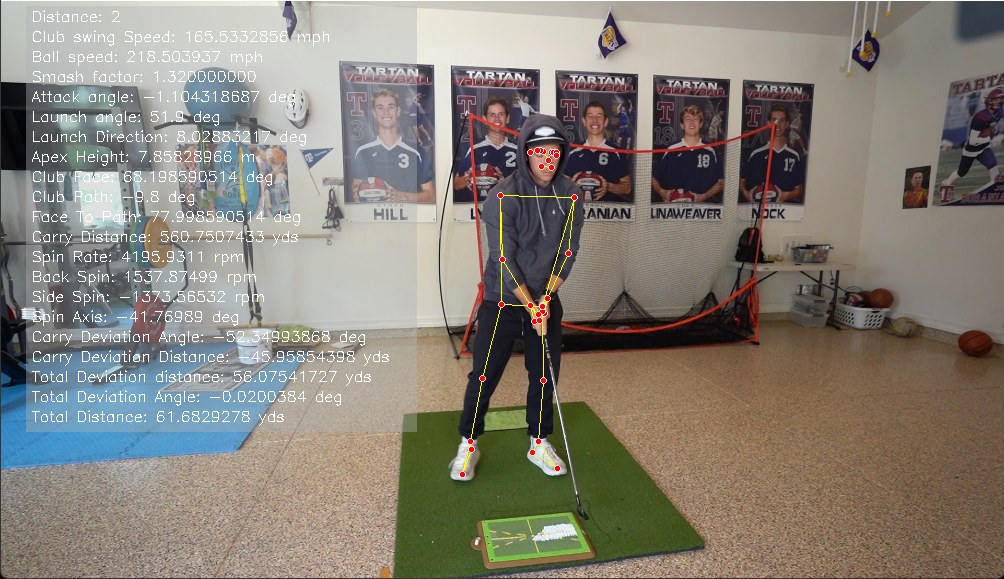 Distance: 2
Club swing Speed: 165.5332856 mph
Ball speed: 218.503937 mph
Smash factor: 1.320000000
Attack angle: −1.104318687 deg
Launch angle: 51.9 deg
Launch Direction: 8.02883217 deg
Apex Height: 7.85828966 m
Club Face: 68.198590514 deg
Club Path: −9.8 deg
Face To Path: 77.998590514 deg
Carry Distance: 560.7507433 yds
Spin Rate: 4195.9311 rpm
Back Spin: 1537.87499 rpm
Side Spin: −1373.56532 rpm
Spin Axis: −41.76989 deg
Carry Deviation Angle: −52.34993868 deg
Carry Deviation Distance: −45.95854398 yds
Total Deviation distance: 56.07541727 yds
Total Deviation Angle: −0.0200384 deg
Total Distance: 61.6829278 yds
TARTAN
Volleyball
T
3
3
HILL
TARTAN
Volleyball
T
2
TARTAN
Volleyball
T
6
TARTAN
Volleyball
T
18
18
LINAWEAVER
TARTAN
Volleyball
T
17
NOCK
TARTAN